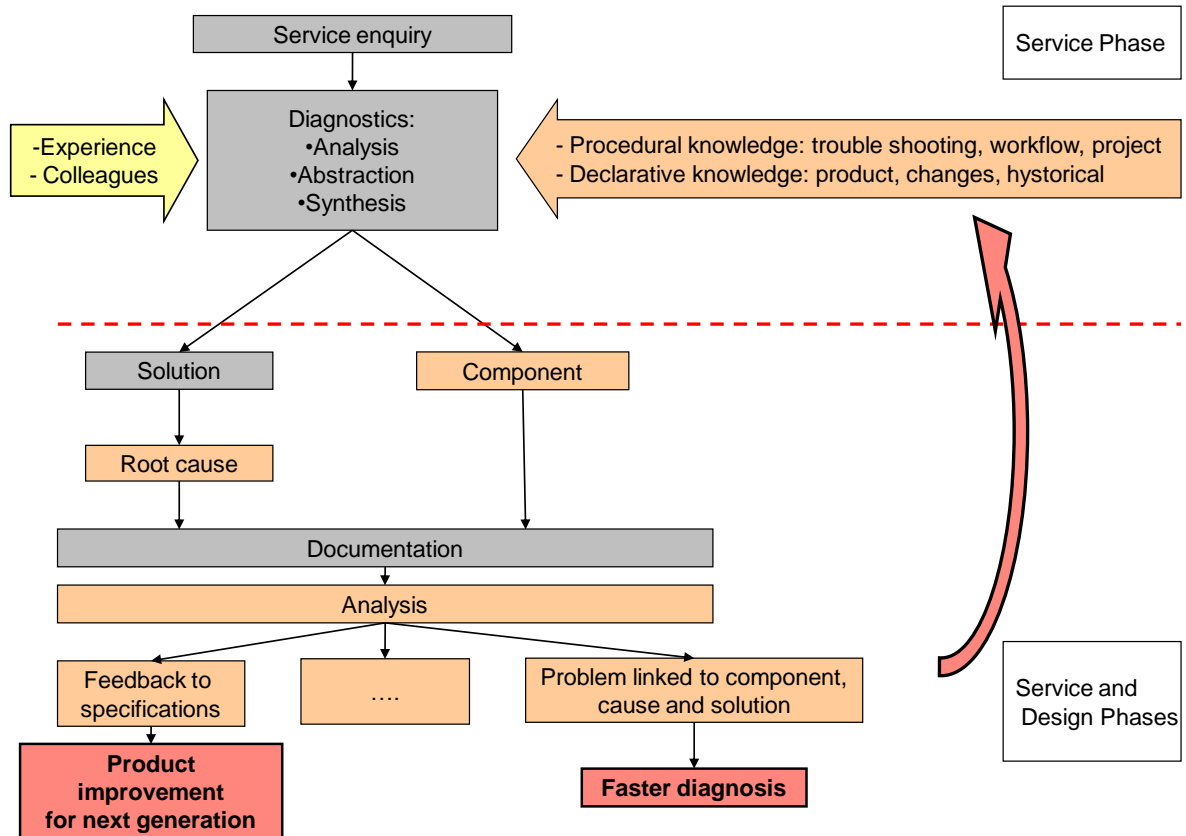 Service enquiry
Service Phase
Diagnostics:
•Analysis
•Abstraction
•Synthesis
-Experience
- Colleagues
- Procedural knowledge: trouble shooting, workflow, project
- Declarative knowledge: product, changes, hystorical
Solution
Component
Root cause
Documentation
Analysis
Feedback to
specifications
….
Problem linked to component,
cause and solution
Service and
Design Phases
Product
improvement
for next generation
Faster diagnosis